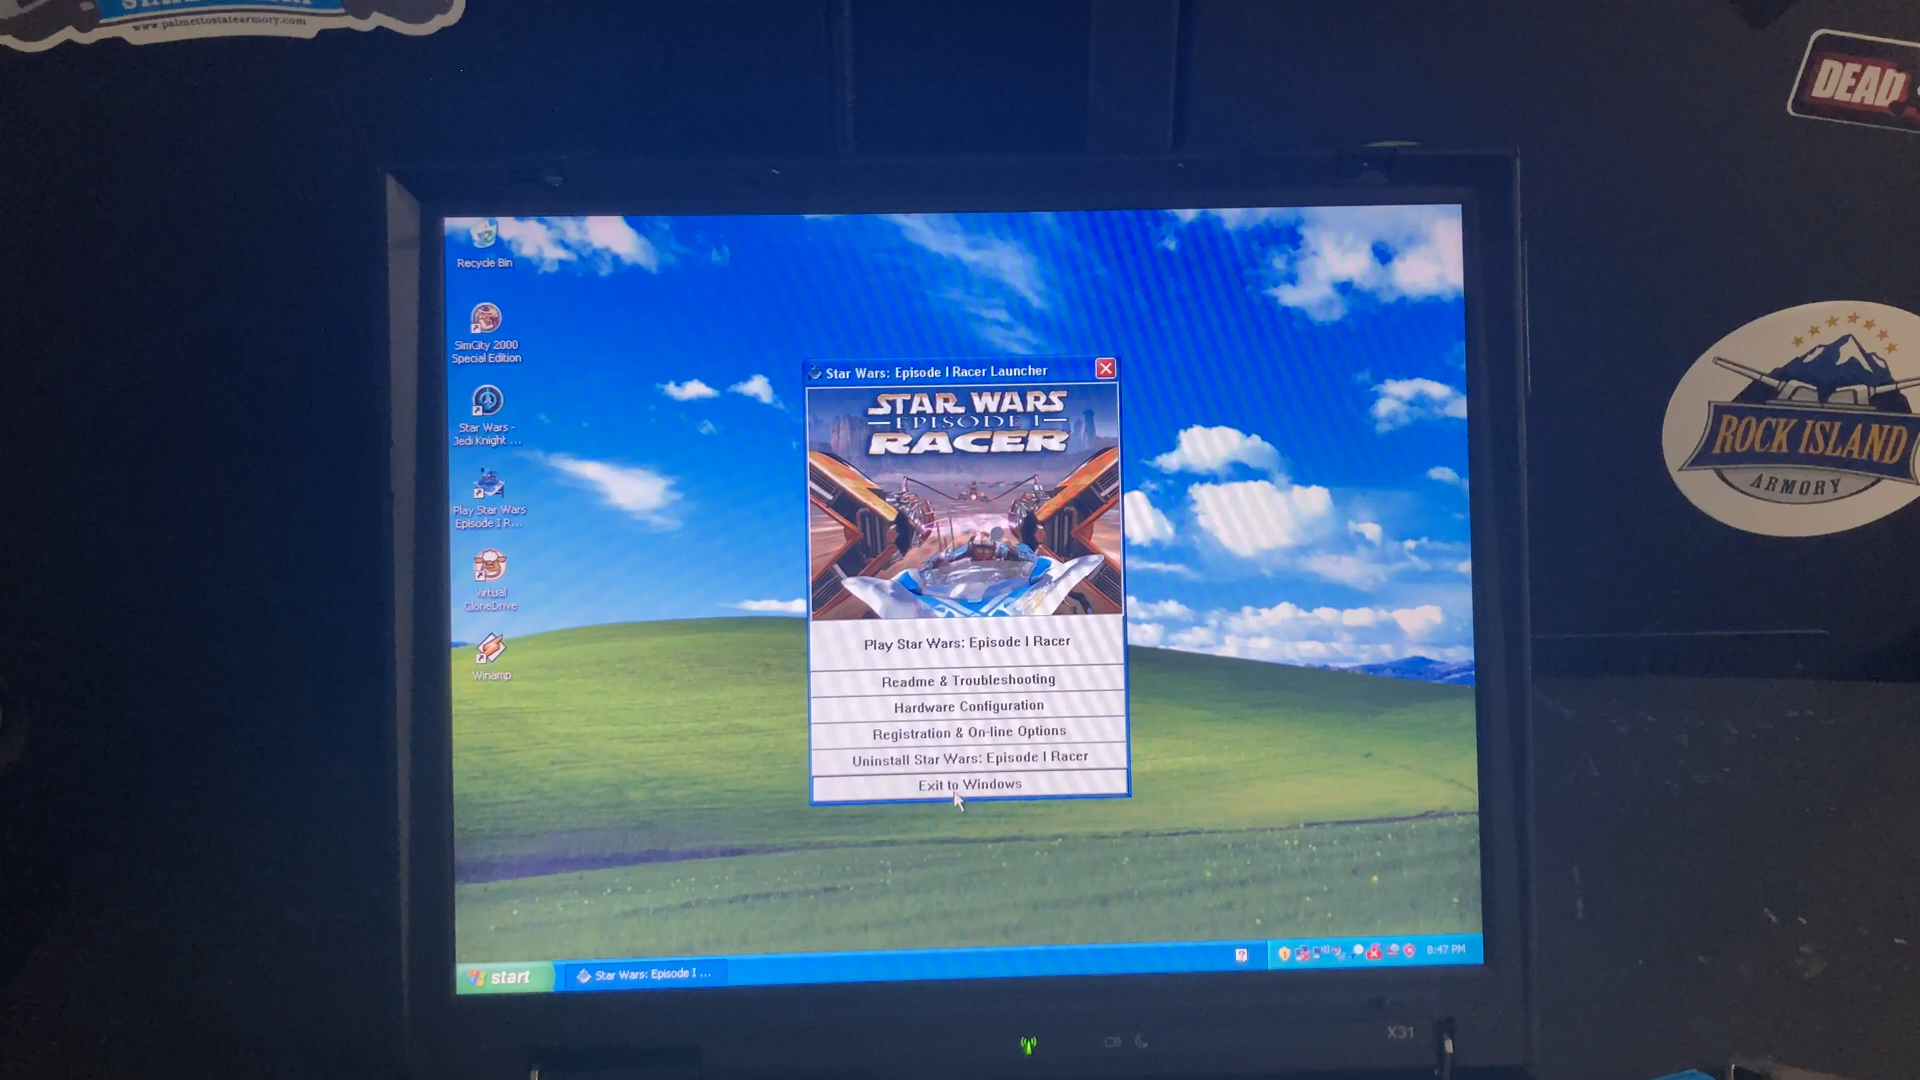 www.palmettostatearmory.com
DEAD
Recycle Bin
SimCity 2000
Special Edition
Star Wars -
Jedi Knight ...
Play Star Wars
Episode I R...
Virtual
CloneDrive
Winamp
Star Wars: Episode I Racer Launcher
STAR WARS
EPISODE I
RACER
Play Star Wars: Episode I Racer
Readme & Troubleshooting
Hardware Configuration
Registration & On-line Options
Uninstall Star Wars: Episode I Racer
Exit to Windows
ROCK ISLAND
ARMORY
start
Star Wars: Episode I ...
8:47 PM
X31